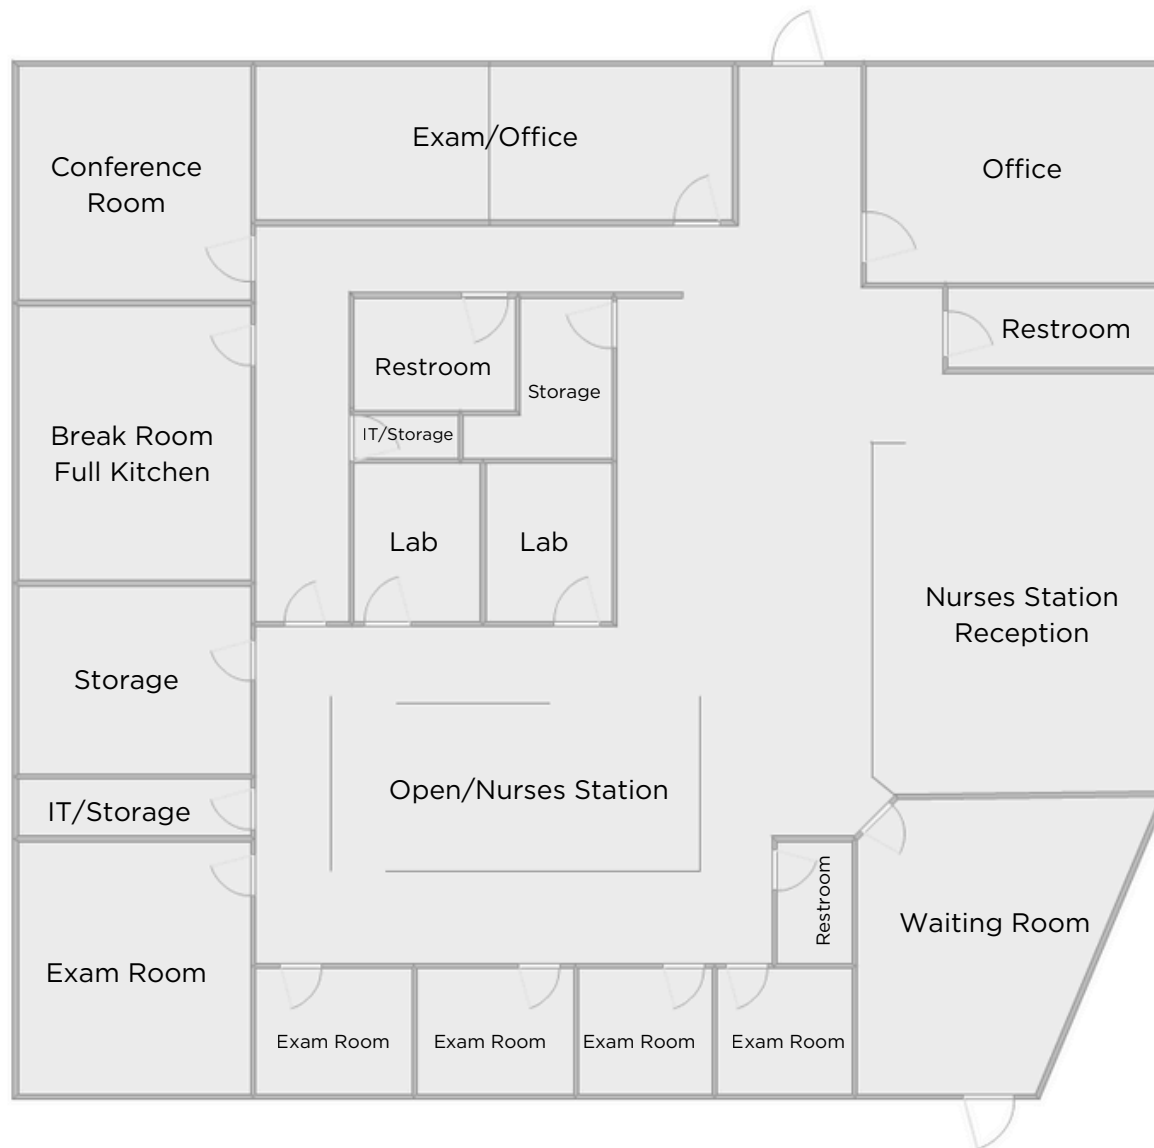 Exam/Office
Conference
Room
Office
Restroom
Restroom
Storage
IT/Storage
Break Room
Full Kitchen
Lab
Lab
Nurses Station
Reception
Storage
Open/Nurses Station
IT/Storage
Restroom
Waiting Room
Exam Room
Exam Room
Exam Room
Exam Room
Exam Room